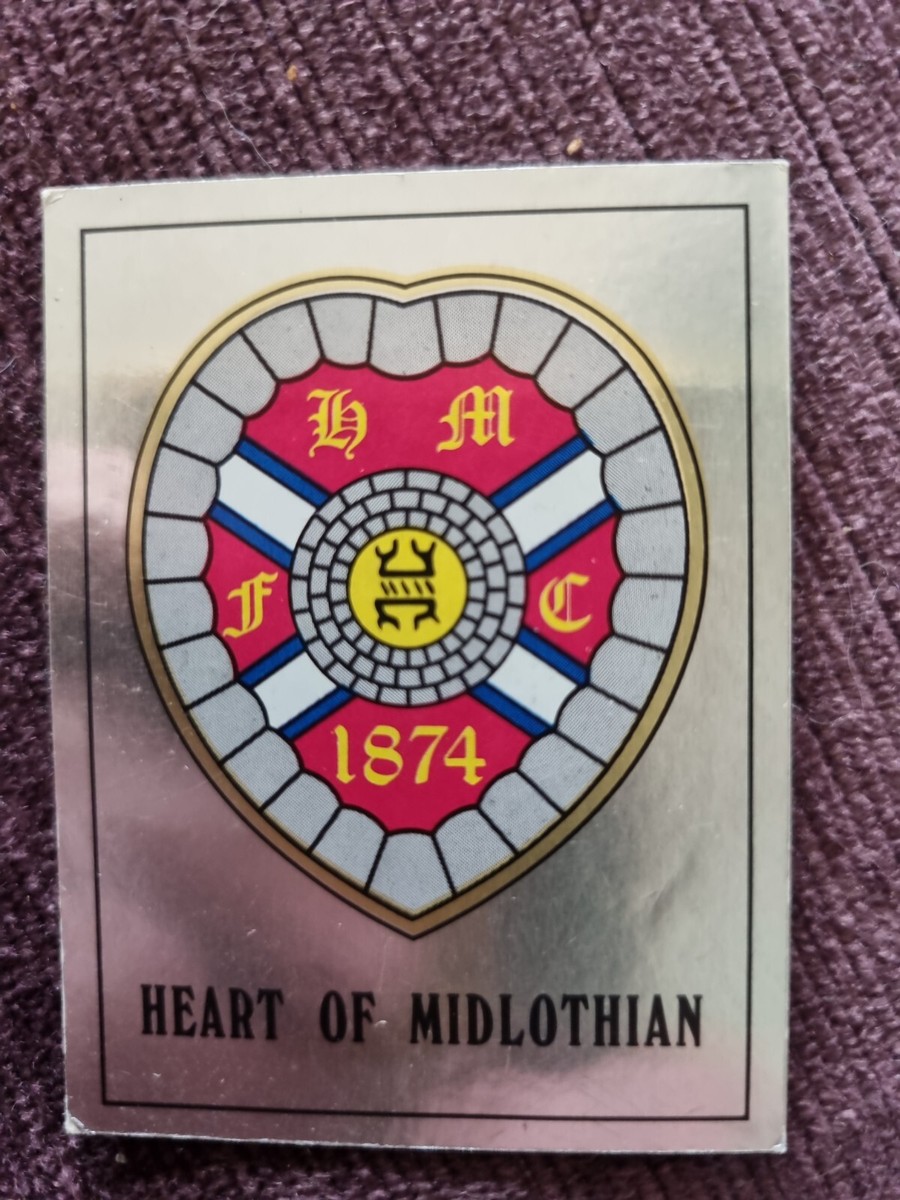 H M
F C
1874
HEART OF MIDLOTHIAN